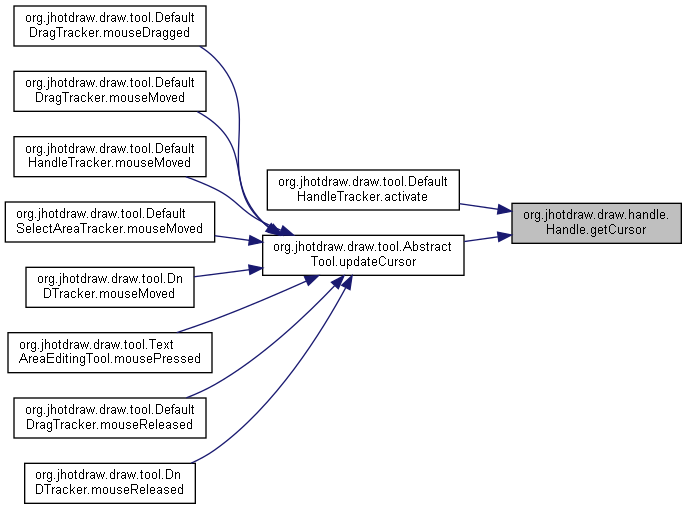 org.jhotdraw.draw.tool.Default
DragTracker.mouseDragged
org.jhotdraw.draw.tool.Default
DragTracker.mouseMoved
org.jhotdraw.draw.tool.Default
HandleTracker.mouseMoved
org.jhotdraw.draw.tool.Default
SelectAreaTracker.mouseMoved
org.jhotdraw.draw.tool.Dn
DTracker.mouseMoved
org.jhotdraw.draw.tool.Text
AreaEditingTool.mousePressed
org.jhotdraw.draw.tool.Default
DragTracker.mouseReleased
org.jhotdraw.draw.tool.Dn
DTracker.mouseReleased
org.jhotdraw.draw.tool.Default
HandleTracker.activate
org.jhotdraw.draw.tool.Abstract
Tool.updateCursor
org.jhotdraw.draw.handle.
Handle.getCursor